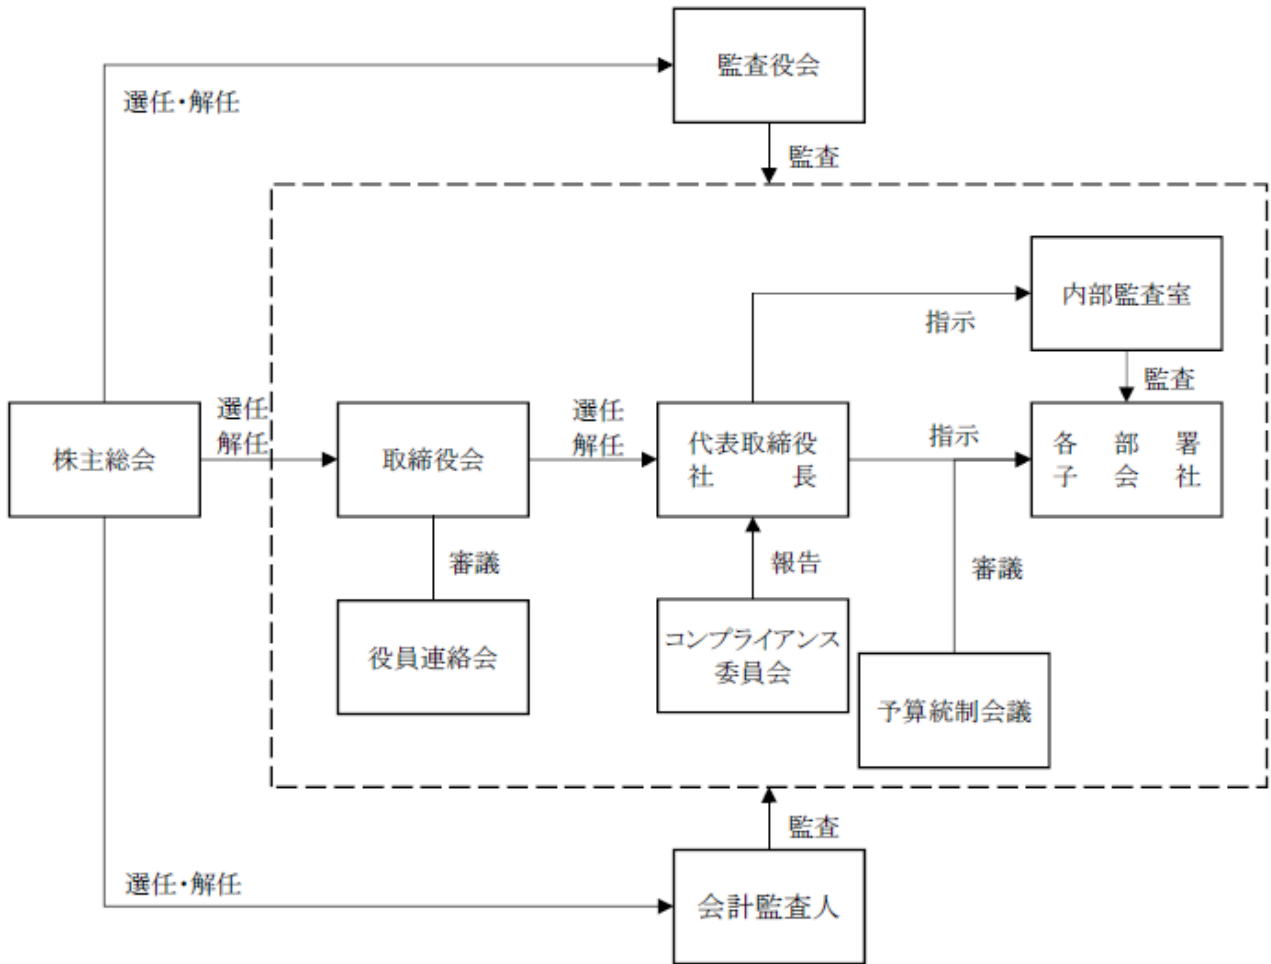 監査役会
選任・解任
監査
内部監査室
指示
監査
株主総会
選任
解任
取締役会
選任
解任
代表取締役
社長
指示
各部署
子会社
審議
報告
審議
役員連絡会
コンプライアンス
委員会
予算統制会議
監査
選任・解任
会計監査人